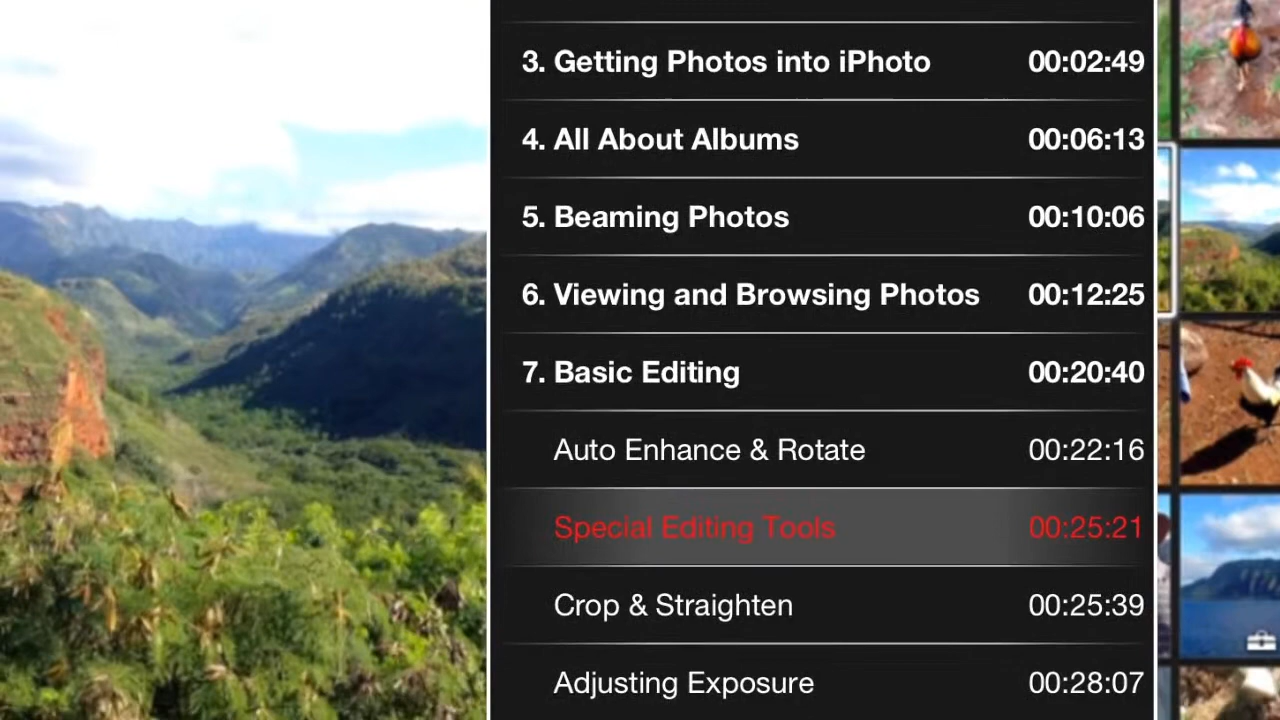 3. Getting Photos into iPhoto 00:02:49
4. All About Albums 00:06:13
5. Beaming Photos 00:10:06
6. Viewing and Browsing Photos 00:12:25
7. Basic Editing 00:20:40
Auto Enhance & Rotate 00:22:16
Special Editing Tools 00:25:21
Crop & Straighten 00:25:39
Adjusting Exposure 00:28:07